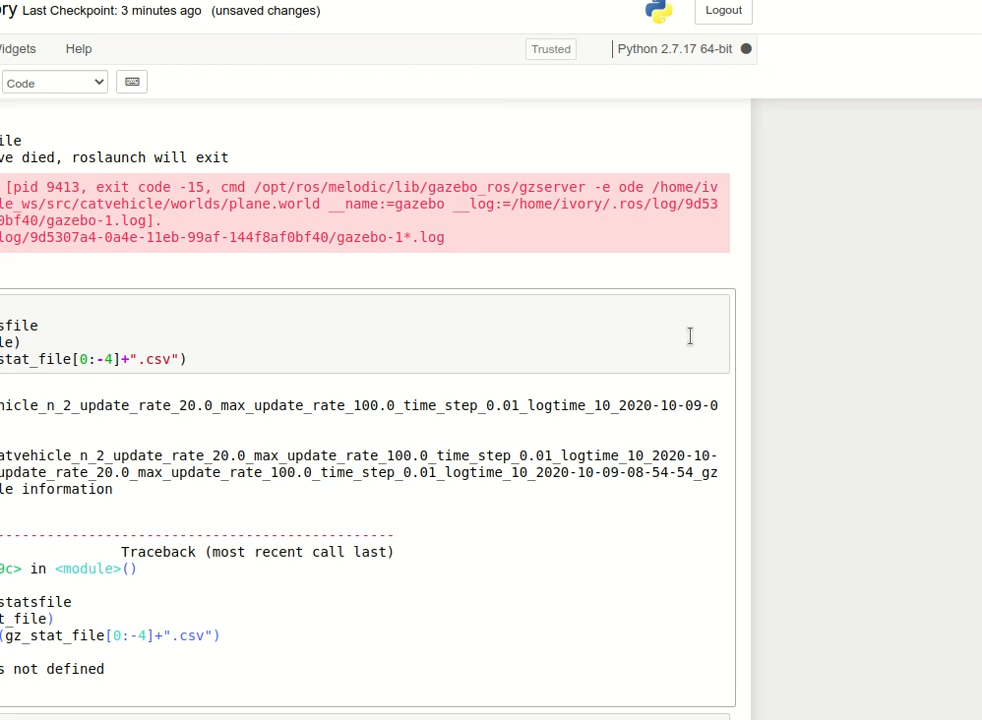 ry Last Checkpoint: 3 minutes ago (unsaved changes)
Logout
Widgets Help
Trusted
Python 2.7.17 64-bit
Code
ile
ve died, roslaunch will exit
[pid 9413, exit code -15, cmd /opt/ros/melodic/lib/gazebo_ros/gzserver -e ode /home/iv
le_ws/src/catvehicle/worlds/plane.world __name:=gazebo __log:=/home/ivory/.ros/log/9d53
0bf40/gazebo-1.log].
log/9d5307a4-0a4e-11eb-99af-144f8af0bf40/gazebo-1*.log
sfile
le)
stat_file[0:-4]+".csv")
hicle_n_2_update_rate_20.0_max_update_rate_100.0_time_step_0.01_logtime_10_2020-10-09-0
atvehicle_n_2_update_rate_20.0_max_update_rate_100.0_time_step_0.01_logtime_10_2020-10-
update_rate_20.0_max_update_rate_100.0_time_step_0.01_logtime_10_2020-10-09-08-54-54_gz
le information
-----------------------------------------------
Traceback (most recent call last)
9c> in <module>()
statsfile
t_file)
(gz_stat_file[0:-4]+".csv")
s not defined